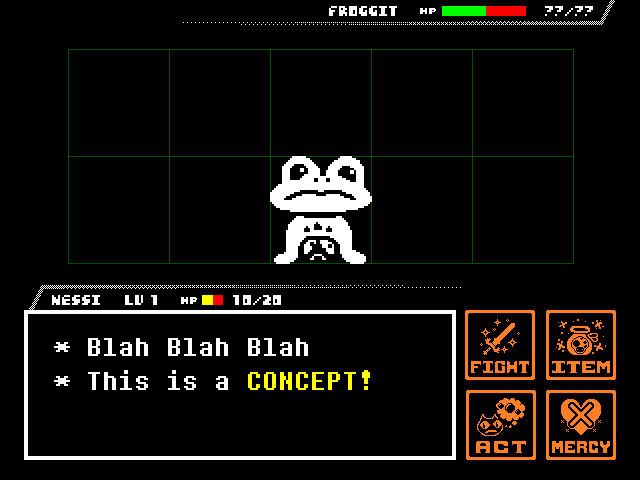 FROGGIT HP ??/??
NESSI LV 1 HP 10/20
* Blah Blah Blah
* This is a CONCEPT!
FIGHT
ITEM
ACT
MERCY